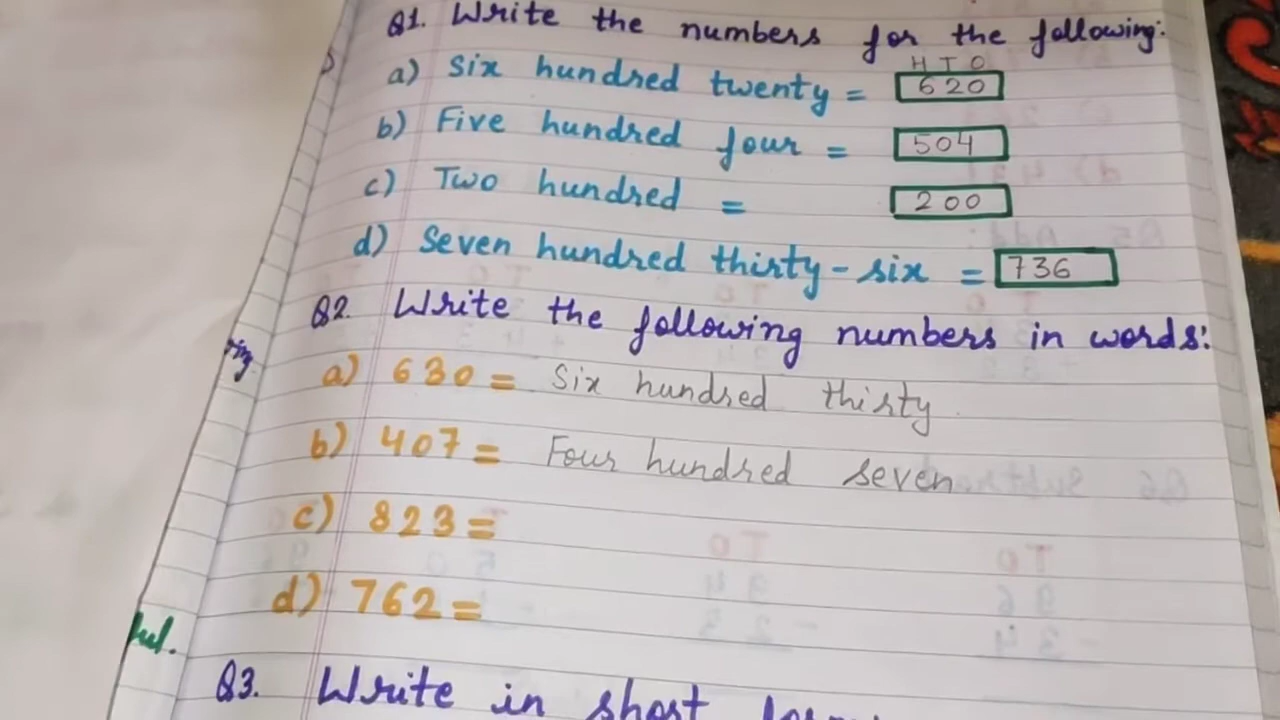 Q1. Write the numbers for the following:
H T O
a) Six hundred twenty = 620
b) Five hundred four = 504
c) Two hundred = 200
d) Seven hundred thirty-six = 736
Q2. Write the following numbers in words:
a) 630 = Six hundred thirty
b) 407 = Four hundred seven
c) 823 =
d) 762 =
Q3. Write in short